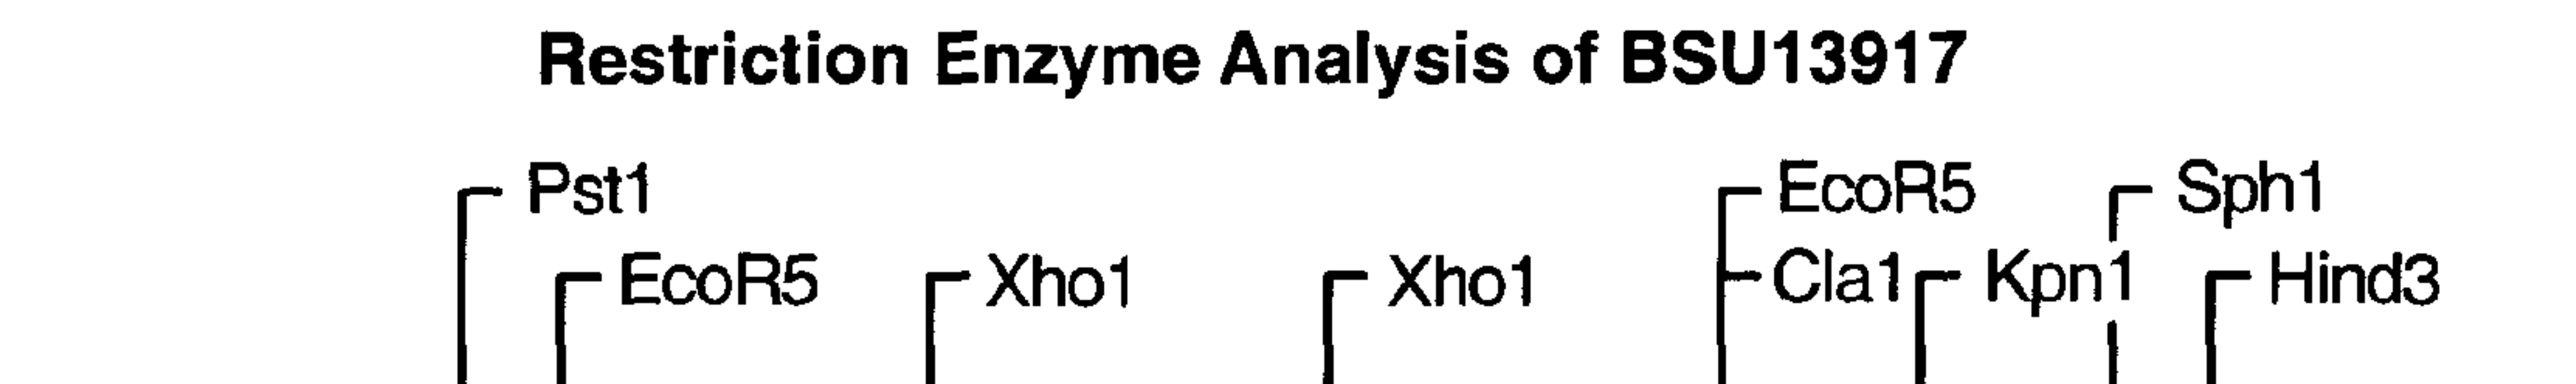 Restriction Enzyme Analysis of BSU13917
Pst1 EcoR5 Sph1
EcoR5 Xho1 Xho1 Cla1 Kpn1 Hind3